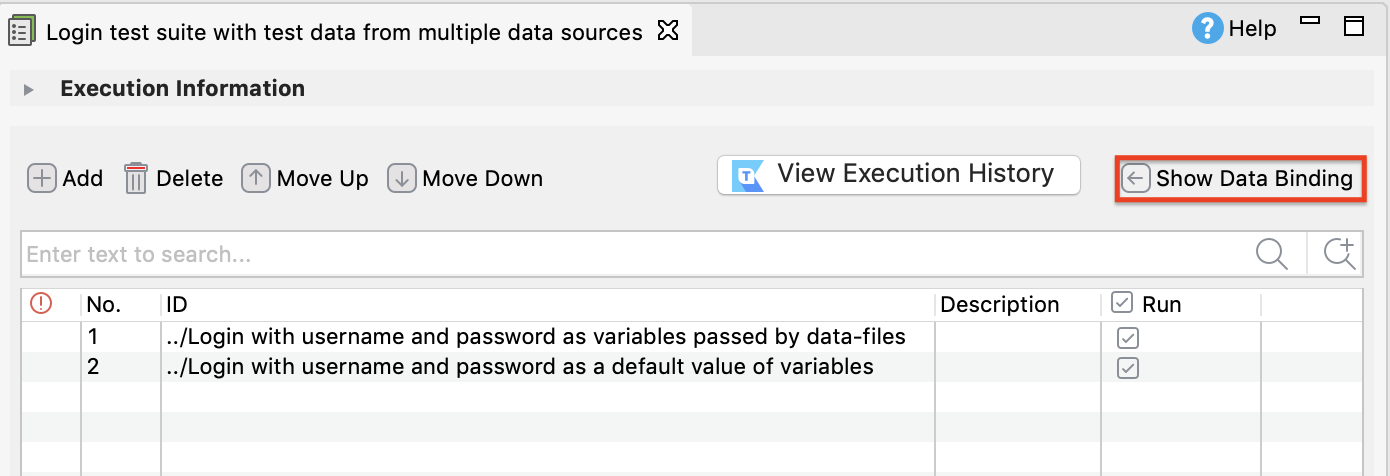 Login test suite with test data from multiple data sources
? Help
Execution Information
Add Delete Move Up Move Down T View Execution History Show Data Binding
Enter text to search...
! No. ID Description Run
1 ../Login with username and password as variables passed by data-files
2 ../Login with username and password as a default value of variables